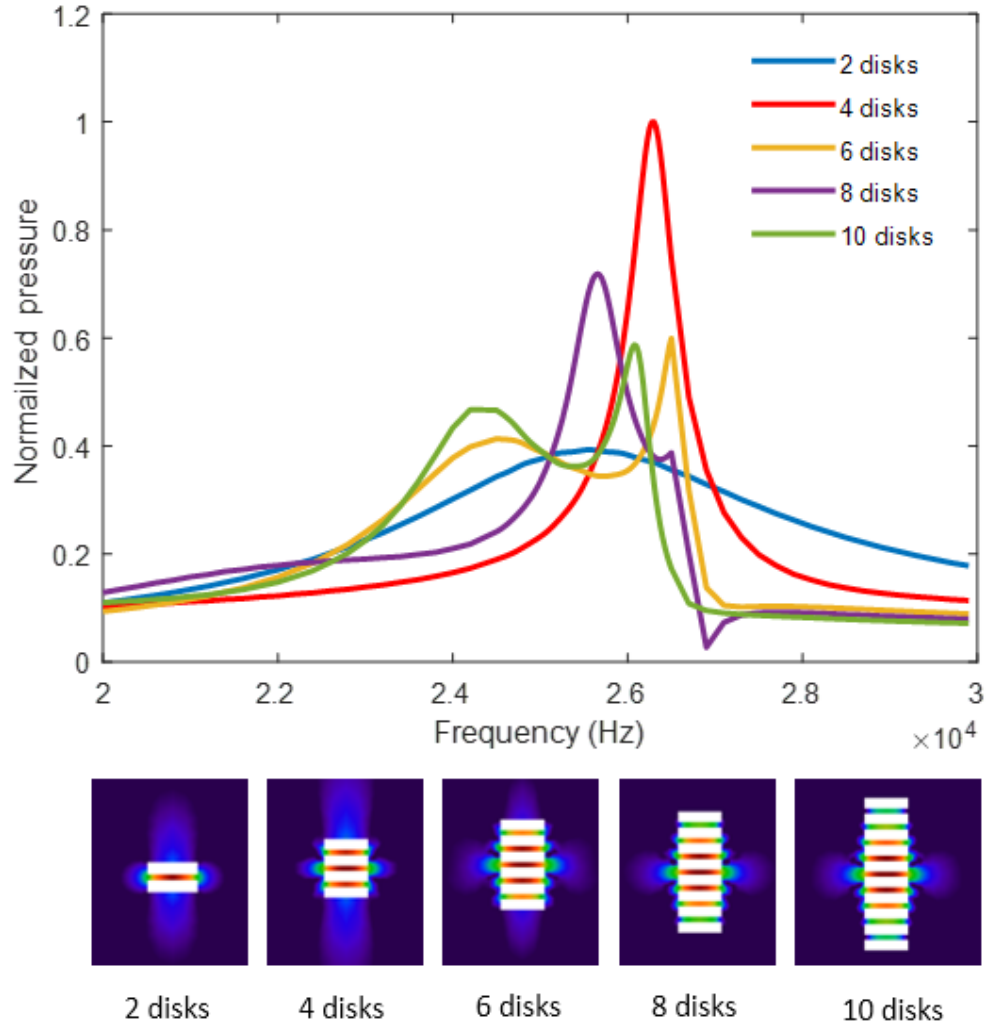 1.2
1
0.8
0.6
0.4
0.2
0
Normailzed pressure
2 disks
4 disks
6 disks
8 disks
10 disks
2 2.2 2.4 2.6 2.8 3
Frequency (Hz)
×10⁴
2 disks 4 disks 6 disks 8 disks 10 disks